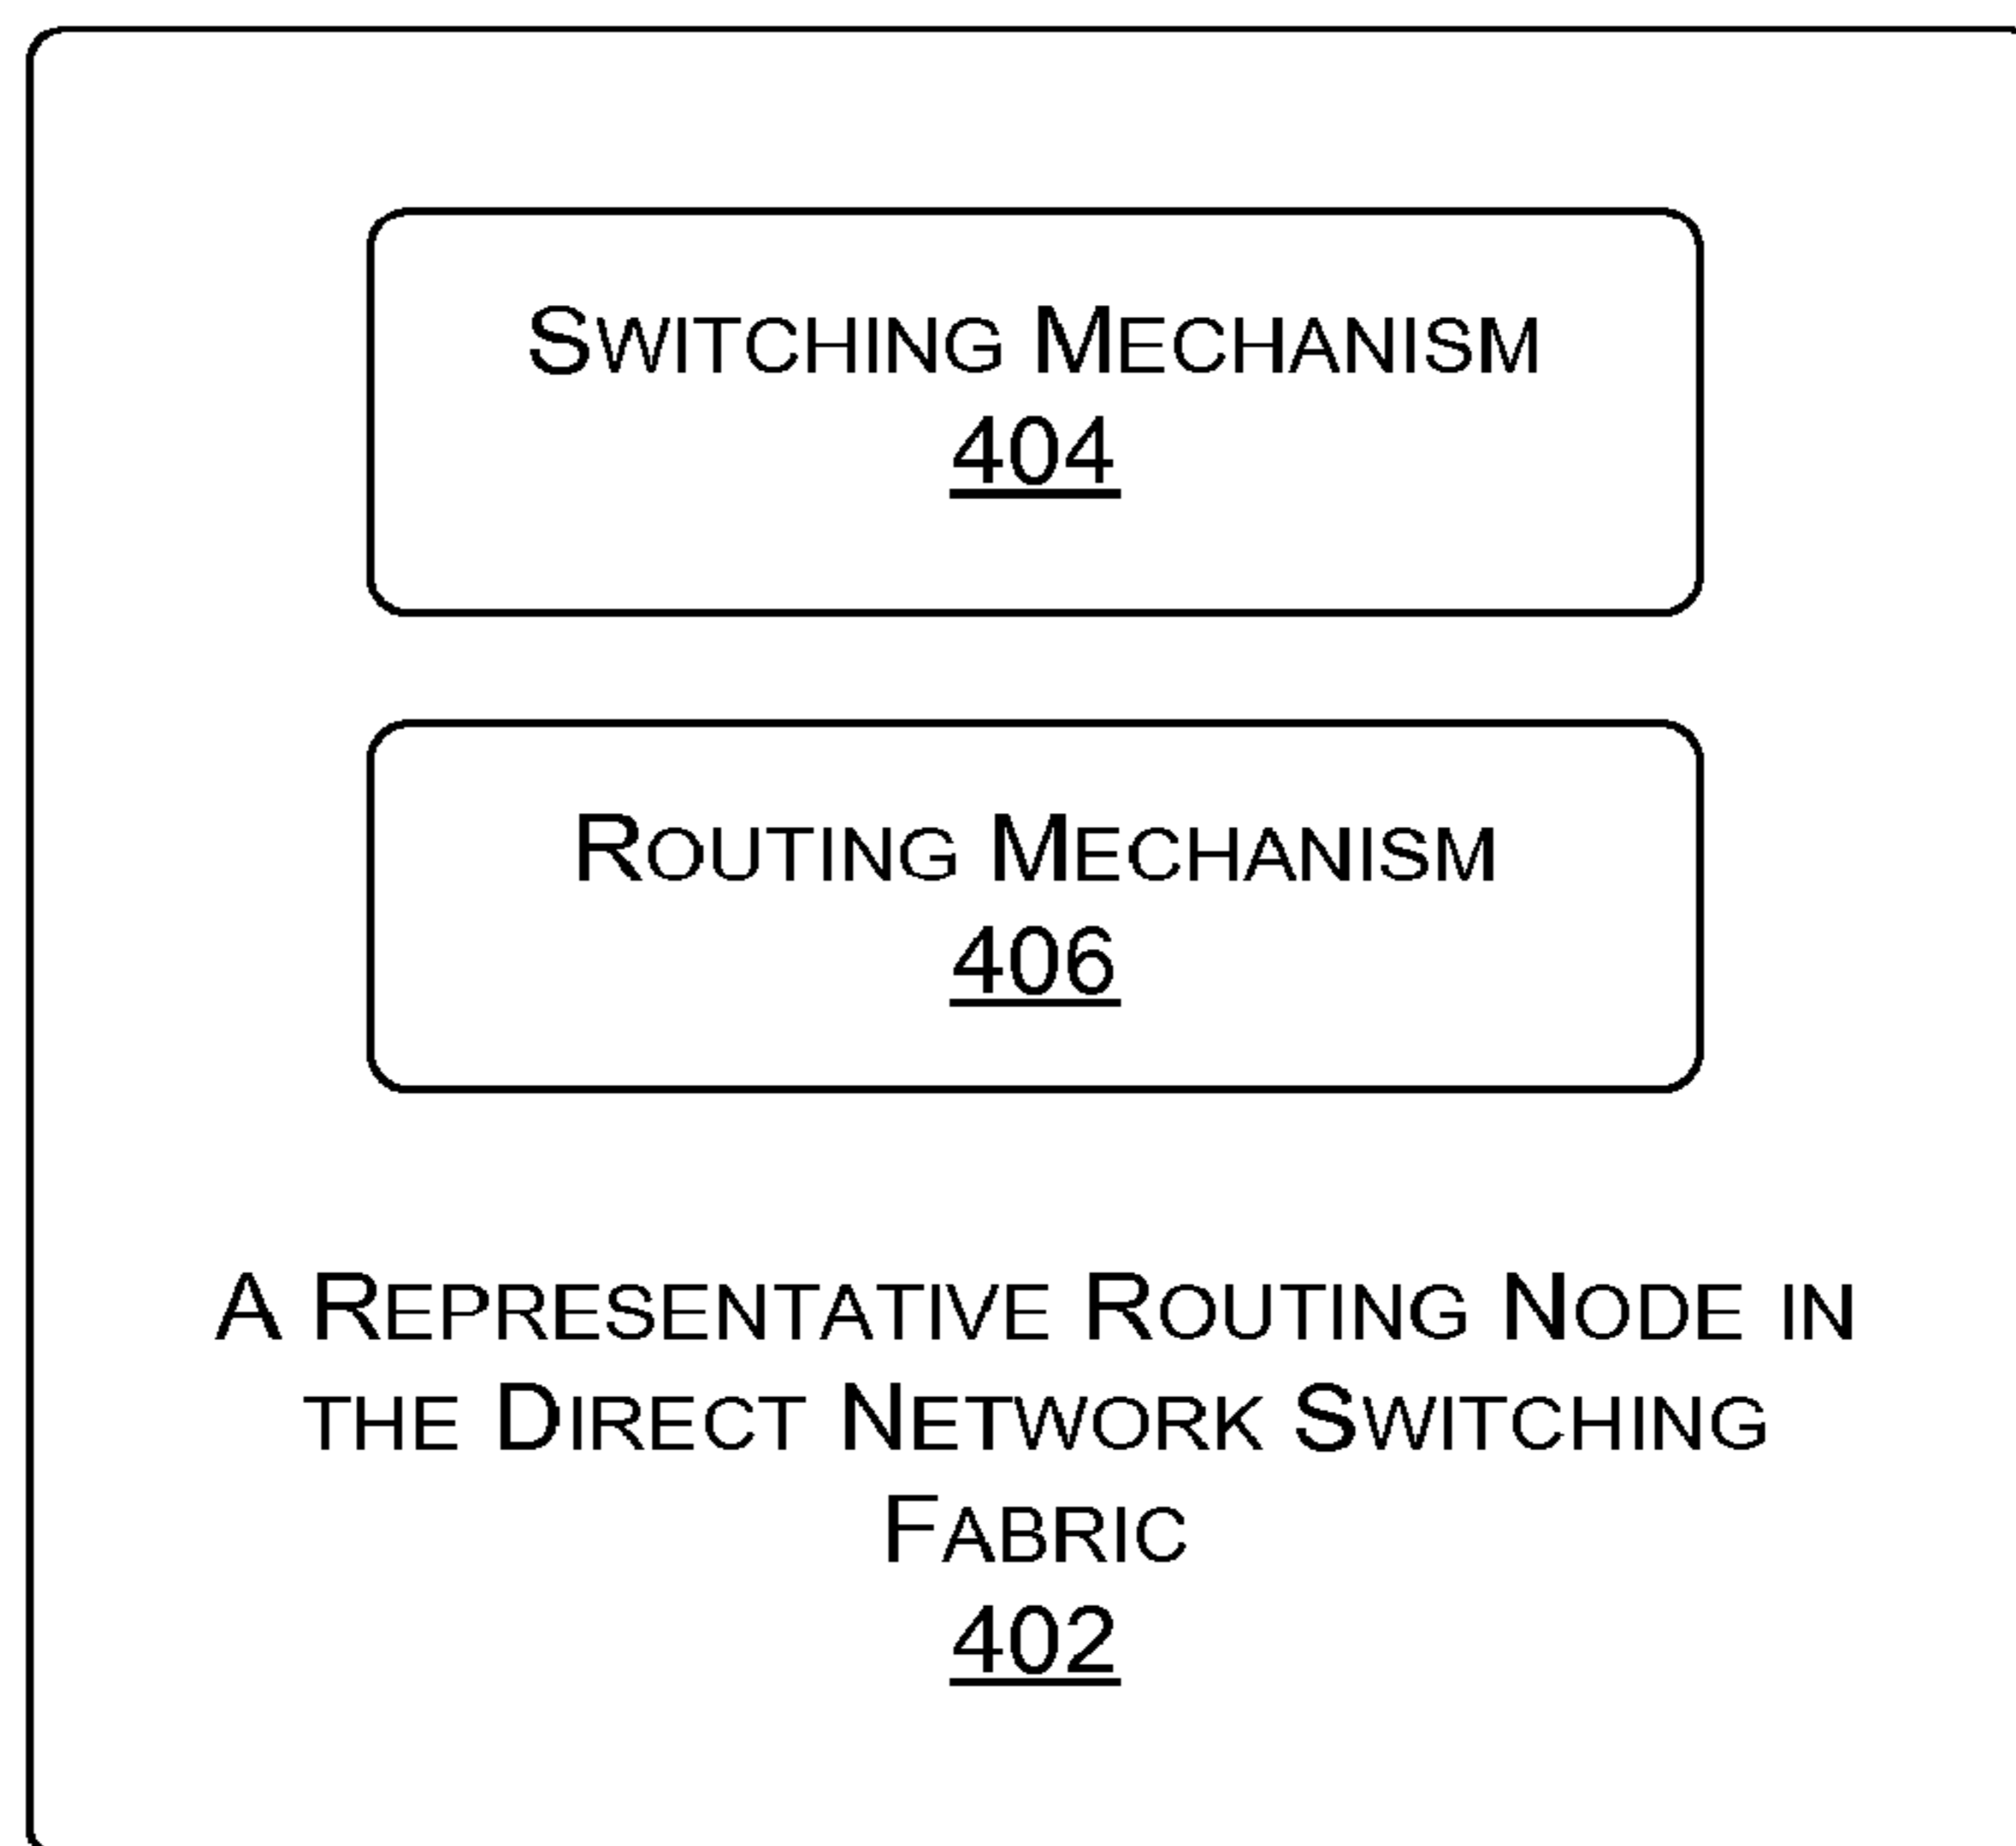 Switching Mechanism
404
Routing Mechanism
406
A Representative Routing Node in
the Direct Network Switching
Fabric
402